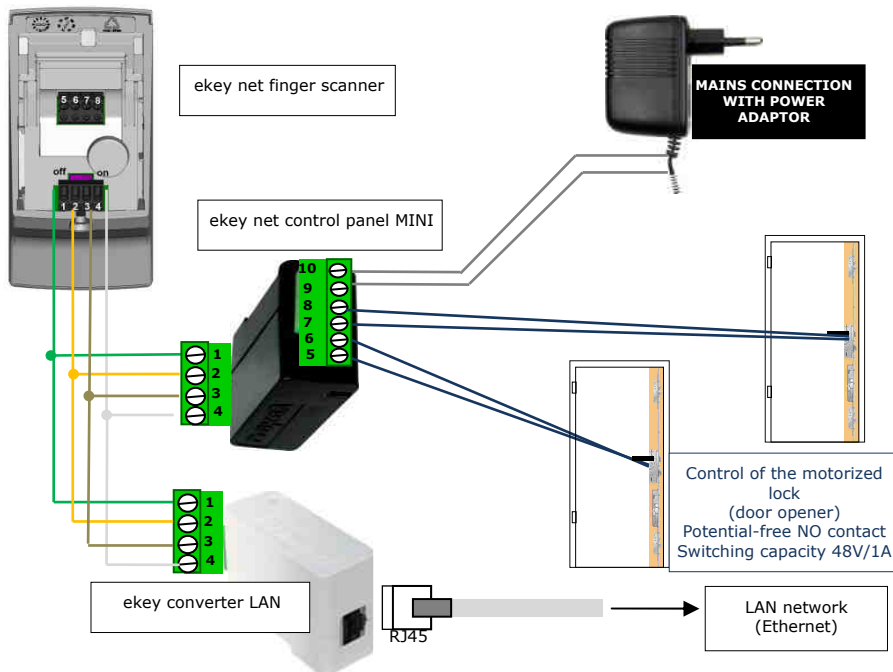 ekey net finger scanner
5 6 7 8
off on
1 2 3 4
MAINS CONNECTION
WITH POWER
ADAPTOR
ekey net control panel MINI
10
9
8
7
6
5
1
2
3
4
1
2
3
4
ekey converter LAN
RJ45
Control of the motorized
lock
(door opener)
Potential-free NO contact
Switching capacity 48V/1A
LAN network
(Ethernet)